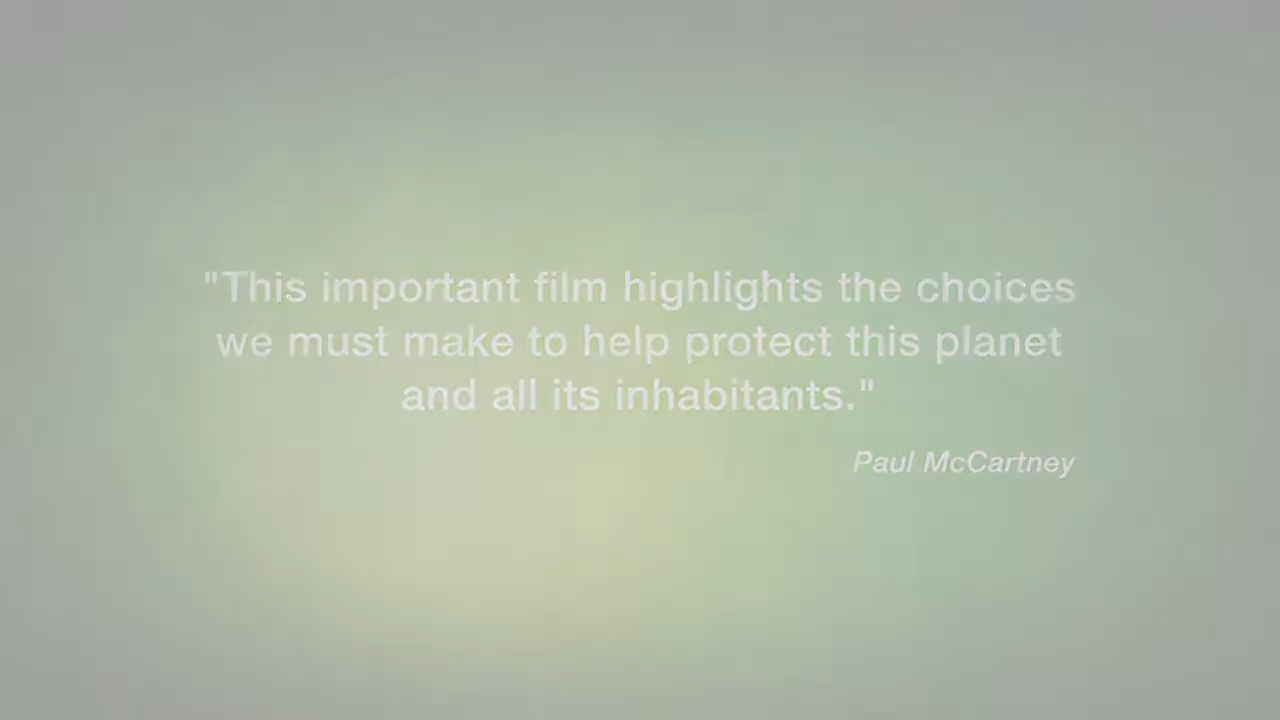 "This important film highlights the choices
we must make to help protect this planet
and all its inhabitants."
Paul McCartney